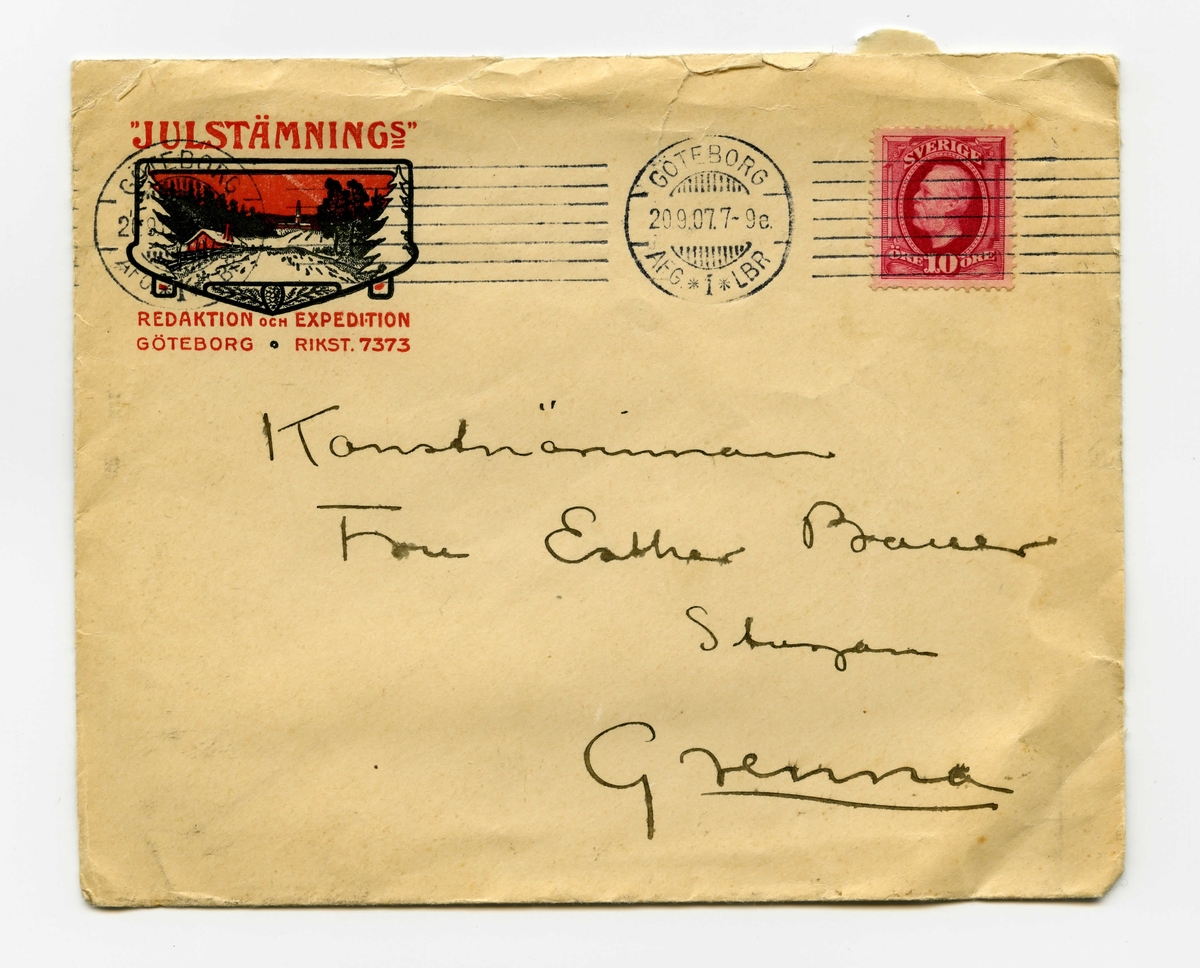 "JULSTÄMNINGS"
REDAKTION OCH EXPEDITION
GÖTEBORG • RIKST. 7373
GÖTEBORG
GÖTEBORG
20.9.07.7-9e.
AFG.*1*LBR
SVERIGE
ÖRE 10 ÖRE
Konstnärinnan
Fru Esther Bauer
Stugan
Grenna